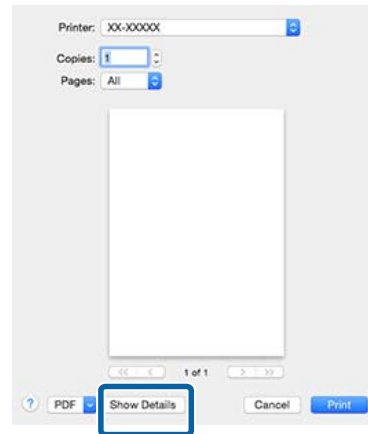 Printer: XX-XXXXX
Copies: 1
Pages: All
<< < 1 of 1 > >>
? PDF Show Details Cancel Print